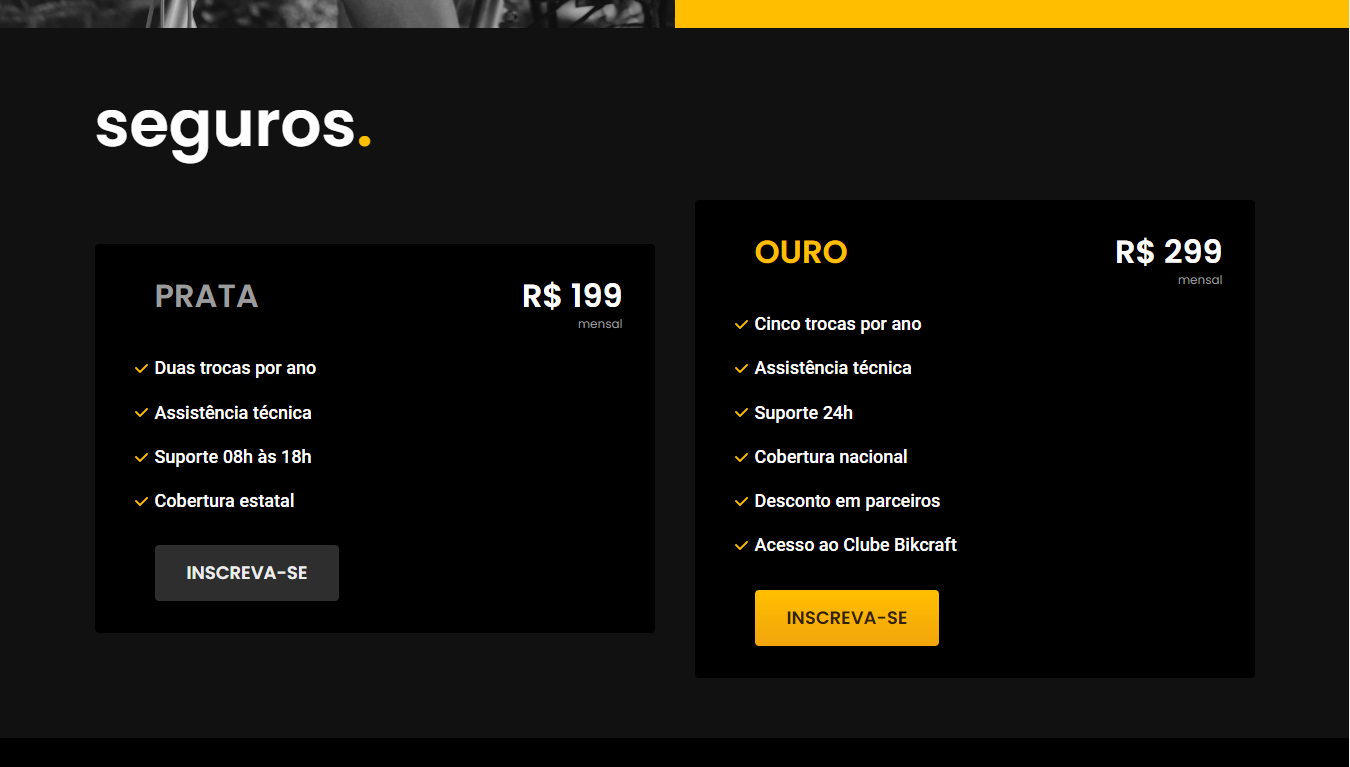 seguros.
PRATA
R$ 199
mensal
Duas trocas por ano
Assistência técnica
Suporte 08h às 18h
Cobertura estatal
INSCREVA-SE
OURO
R$ 299
mensal
Cinco trocas por ano
Assistência técnica
Suporte 24h
Cobertura nacional
Desconto em parceiros
Acesso ao Clube Bikcraft
INSCREVA-SE